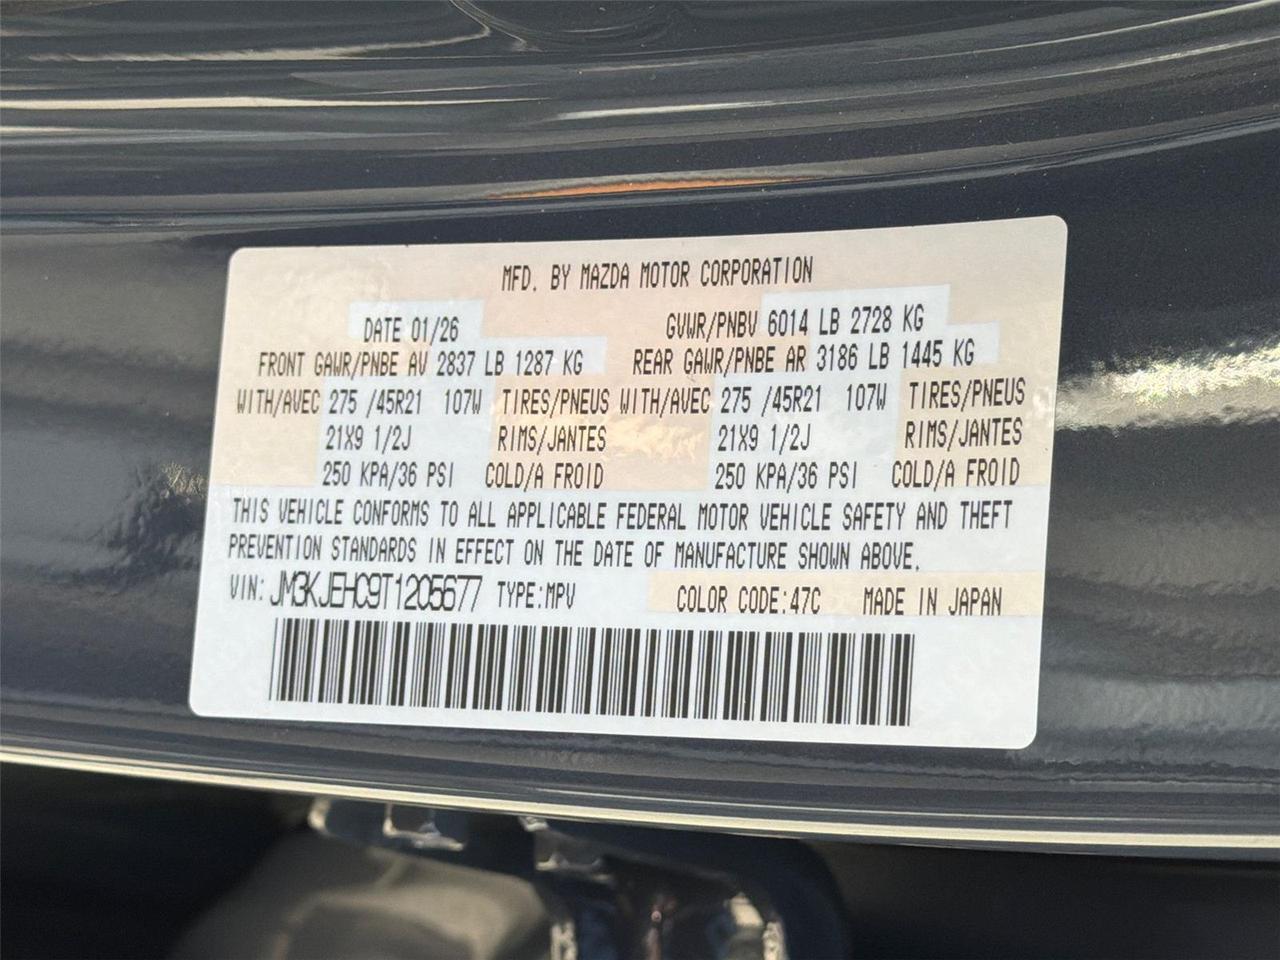 MFD. BY MAZDA MOTOR CORPORATION
DATE 01/26 GVWR/PNBV 6014 LB 2728 KG
FRONT GAWR/PNBE AV 2837 LB 1287 KG REAR GAWR/PNBE AR 3186 LB 1445 KG
WITH/AVEC 275 /45R21 107W TIRES/PNEUS WITH/AVEC 275 /45R21 107W TIRES/PNEUS
21X9 1/2J RIMS/JANTES 21X9 1/2J RIMS/JANTES
250 KPA/36 PSI COLD/A FROID 250 KPA/36 PSI COLD/A FROID
THIS VEHICLE CONFORMS TO ALL APPLICABLE FEDERAL MOTOR VEHICLE SAFETY AND THEFT
PREVENTION STANDARDS IN EFFECT ON THE DATE OF MANUFACTURE SHOWN ABOVE.
VIN: JM3KJEHC9T1205677 TYPE:MPV COLOR CODE:47C MADE IN JAPAN